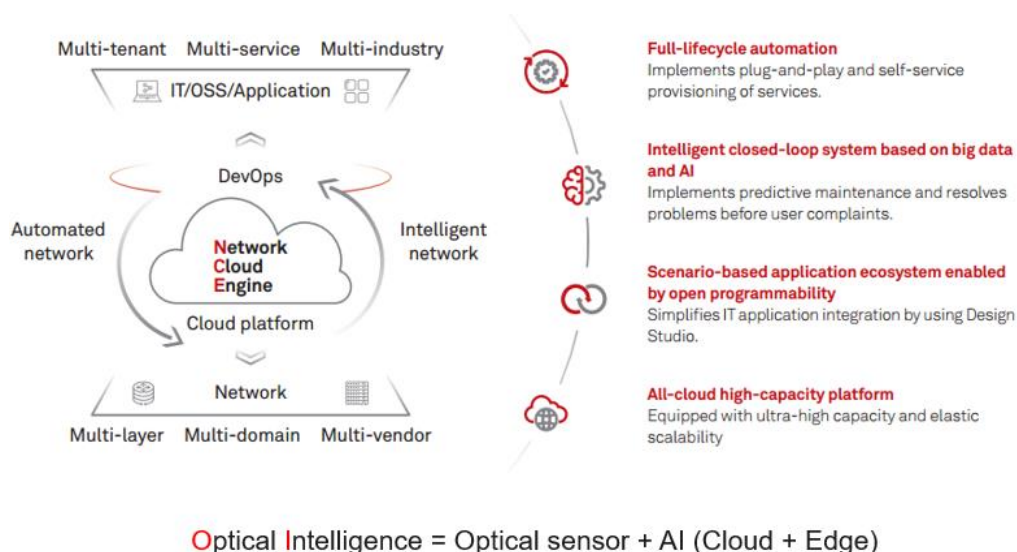 Multi-tenant Multi-service Multi-industry
IT/OSS/Application
DevOps
Automated
network
Network
Cloud
Engine
Intelligent
network
Cloud platform
Network
Multi-layer Multi-domain Multi-vendor
Full-lifecycle automation
Implements plug-and-play and self-service
provisioning of services.
Intelligent closed-loop system based on big data
and AI
Implements predictive maintenance and resolves
problems before user complaints.
Scenario-based application ecosystem enabled
by open programmability
Simplifies IT application integration by using Design
Studio.
All-cloud high-capacity platform
Equipped with ultra-high capacity and elastic
scalability
Optical Intelligence = Optical sensor + AI (Cloud + Edge)